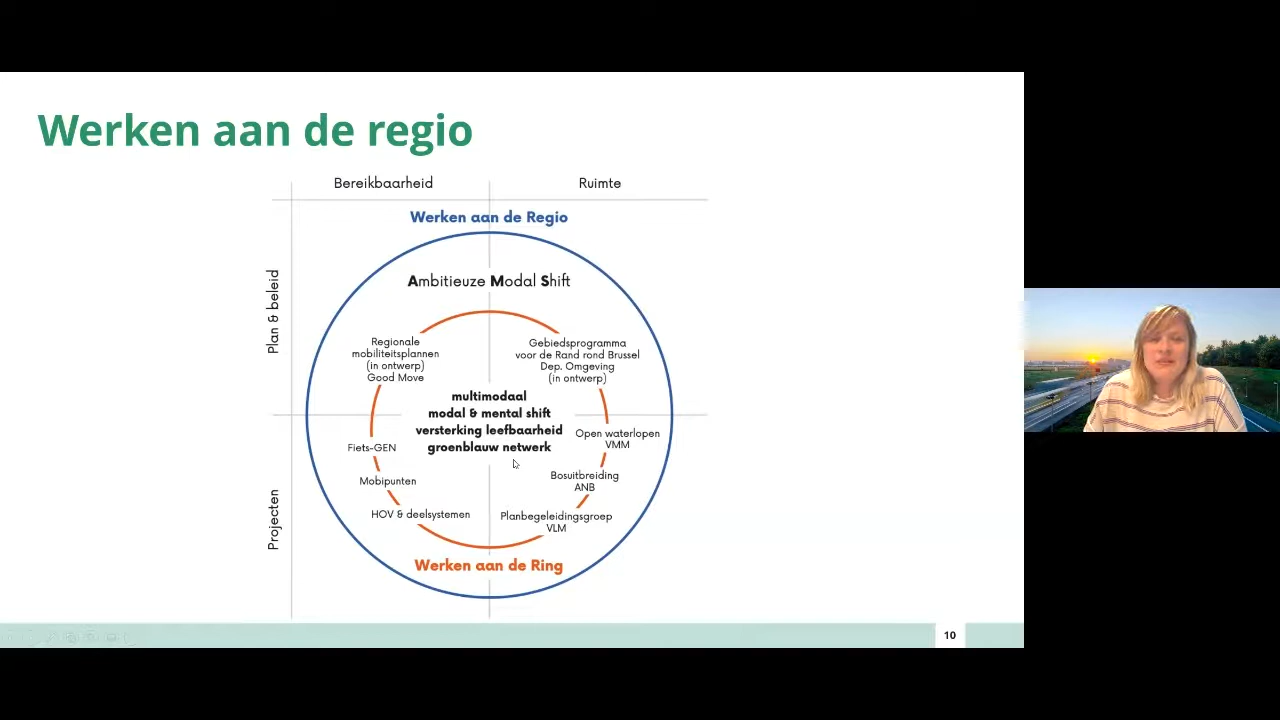 Werken aan de regio
Bereikbaarheid
Ruimte
Werken aan de Regio
Plan & beleid
Ambitieuze Modal Shift
Regionale
mobiliteitsplannen
(in ontwerp)
Good Move
Gebiedsprogramma
voor de Rand rond Brussel
Dep. Omgeving
(in ontwerp)
multimodaal
modal & mental shift
versterking leefbaarheid
groenblauw netwerk
Projecten
Fiets-GEN
Mobipunten
HOV & deelsystemen
Open waterlopen
VMM
Bosuitbreiding
ANB
Planbegeleidingsgroep
VLM
Werken aan de Ring
10